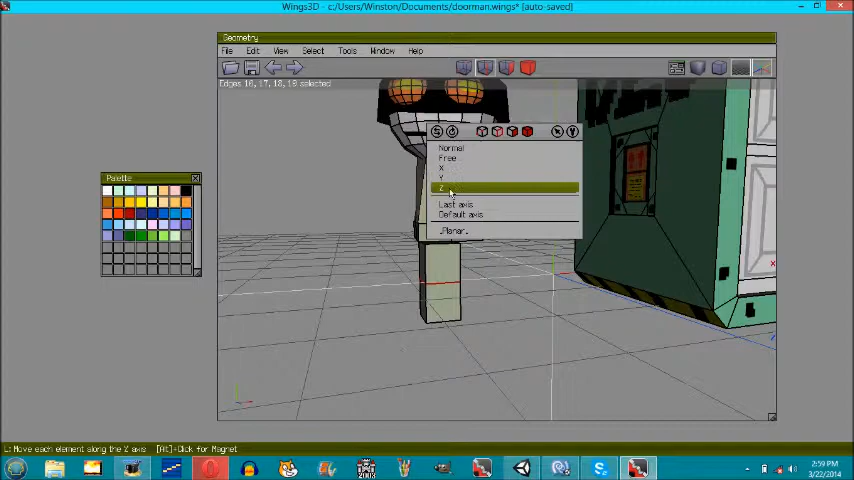 Wings3D - c:/Users/Winston/Documents/doorman.wings* [auto-saved]
Geometry
File Edit View Select Tools Window Help
Edges 16,17,18,19 selected
Normal
Free
X
Y
Z
Last axis
Default axis
.Planar.
Palette
X
Z
L:Move each element along the Z axis [Alt]+Click for Magnet
2003
2:59 PM
3/22/2014